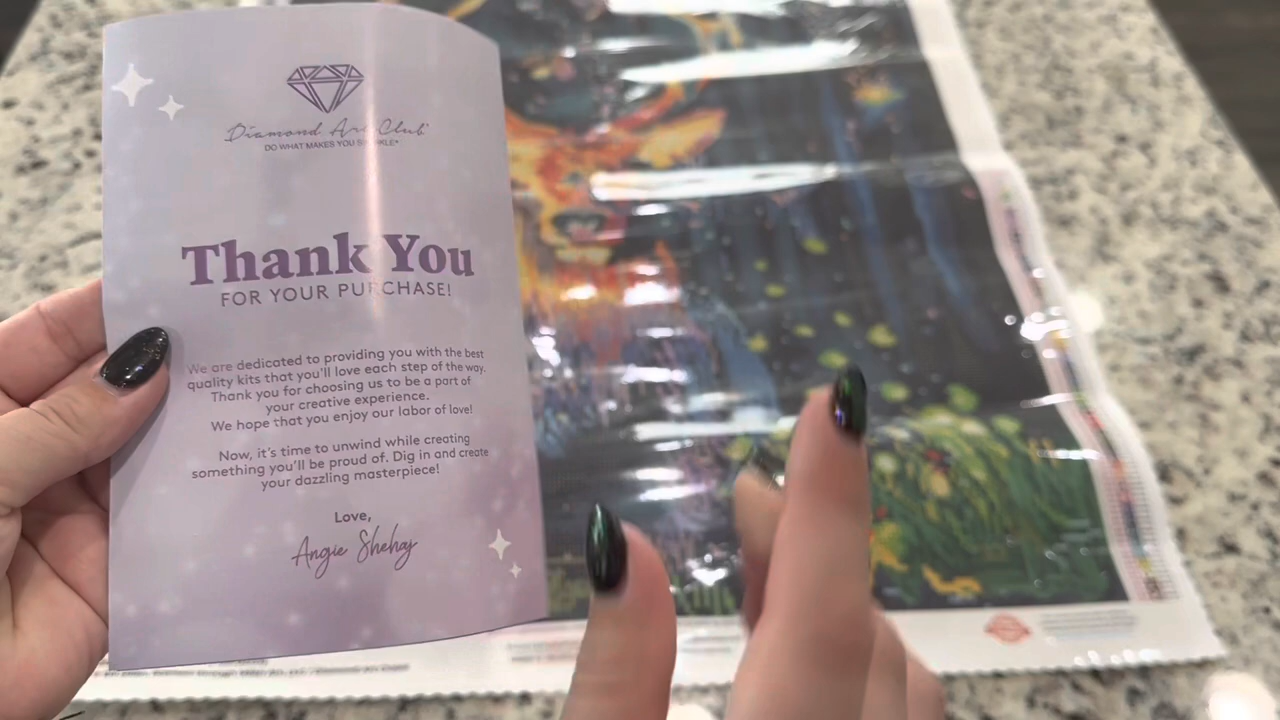 Diamond Art Club
DO WHAT MAKES YOU SPARKLE
Thank You
FOR YOUR PURCHASE!
We are dedicated to providing you with the best
quality kits that you'll love each step of the way.
Thank you for choosing us to be a part of
your creative experience.
We hope that you enjoy our labor of love!
Now, it's time to unwind while creating
something you'll be proud of. Dig in and create
your dazzling masterpiece!
Love,
Angie Shehaj